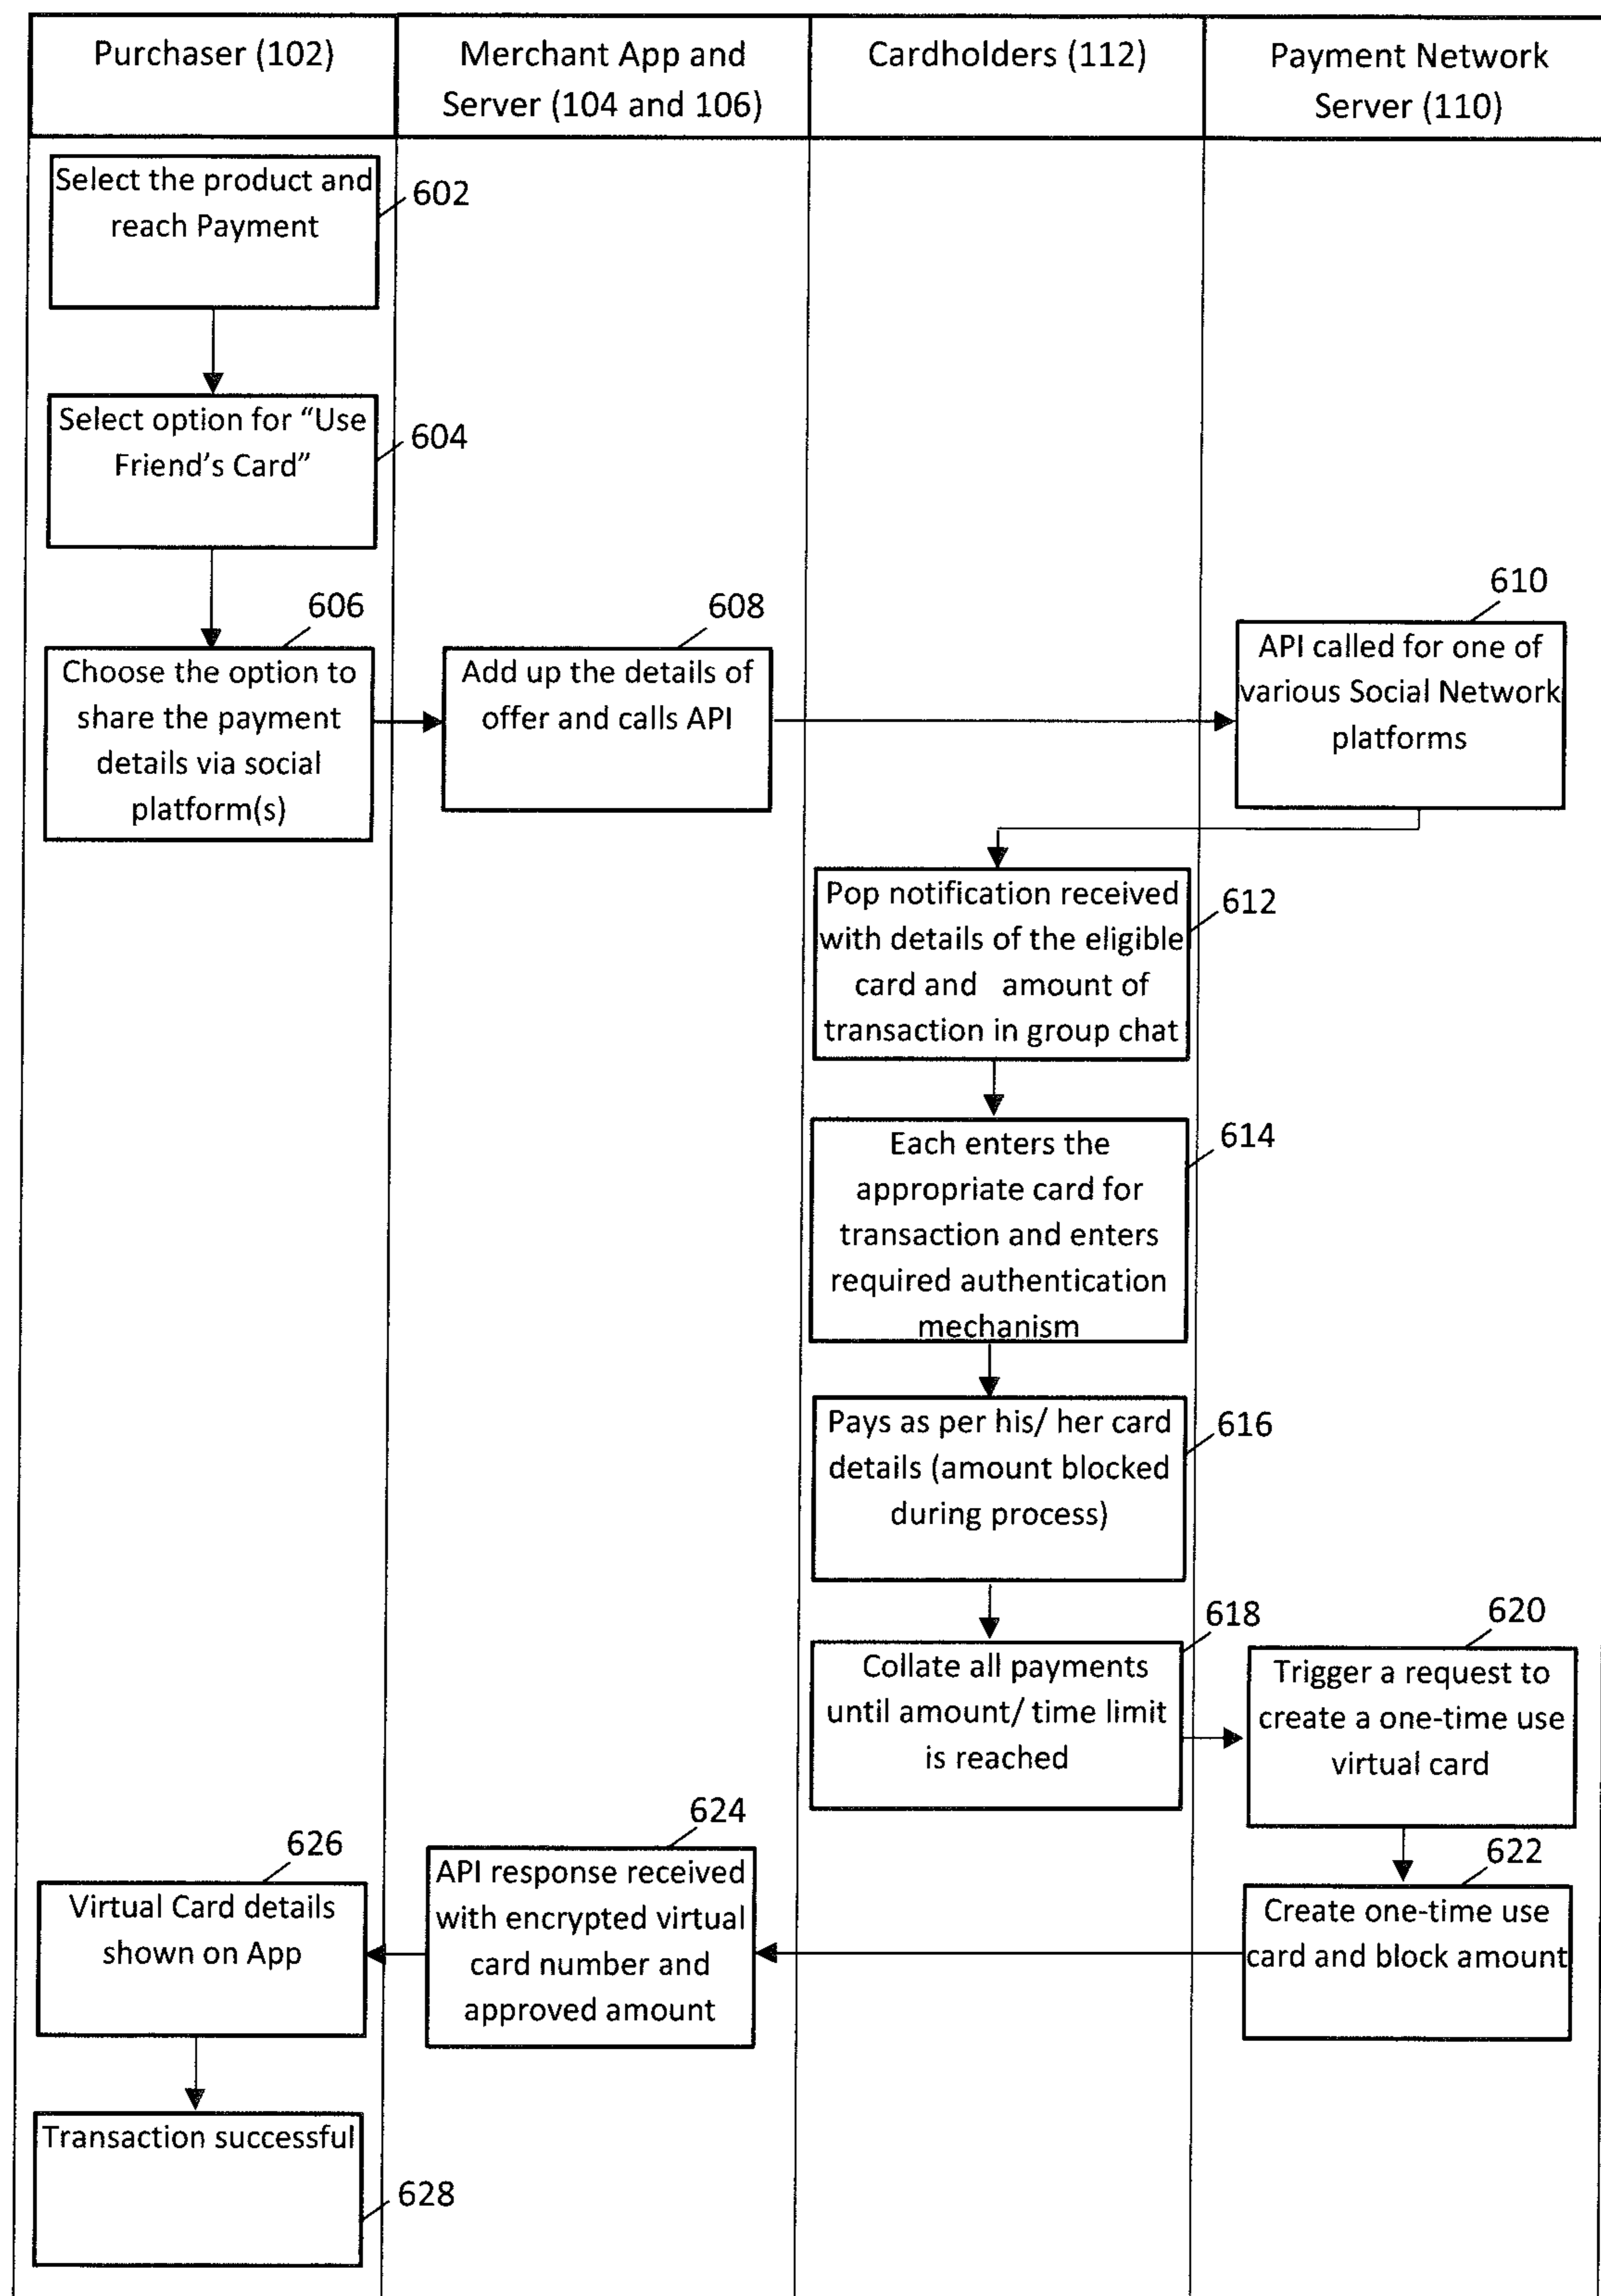 Purchaser (102)
Merchant App and
Server (104 and 106)
Cardholders (112)
Payment Network
Server (110)
Select the product and
reach Payment
602
Select option for “Use
Friend’s Card”
604
606
Choose the option to
share the payment
details via social
platform(s)
608
Add up the details of
offer and calls API
610
API called for one of
various Social Network
platforms
Pop notification received
with details of the eligible
card and amount of
transaction in group chat
612
Each enters the
appropriate card for
transaction and enters
required authentication
mechanism
614
Pays as per his/ her card
details (amount blocked
during process)
616
618
Collate all payments
until amount/ time limit
is reached
620
Trigger a request to
create a one-time use
virtual card
622
Create one-time use
card and block amount
624
API response received
with encrypted virtual
card number and
approved amount
626
Virtual Card details
shown on App
Transaction successful
628